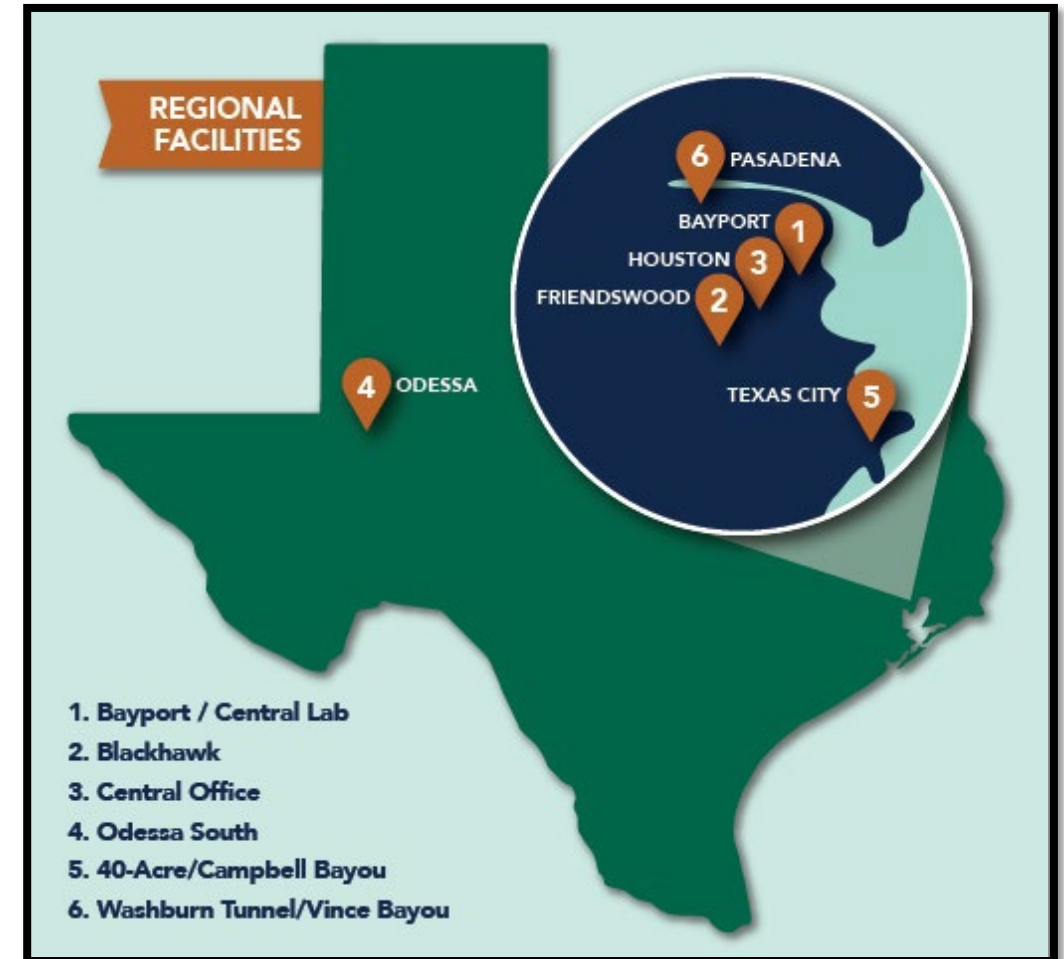 REGIONAL
FACILITIES
6 PASADENA
BAYPORT 1
HOUSTON 3
FRIENDSWOOD 2
4 ODESSA
TEXAS CITY 5
1. Bayport / Central Lab
2. Blackhawk
3. Central Office
4. Odessa South
5. 40-Acre/Campbell Bayou
6. Washburn Tunnel/Vince Bayou